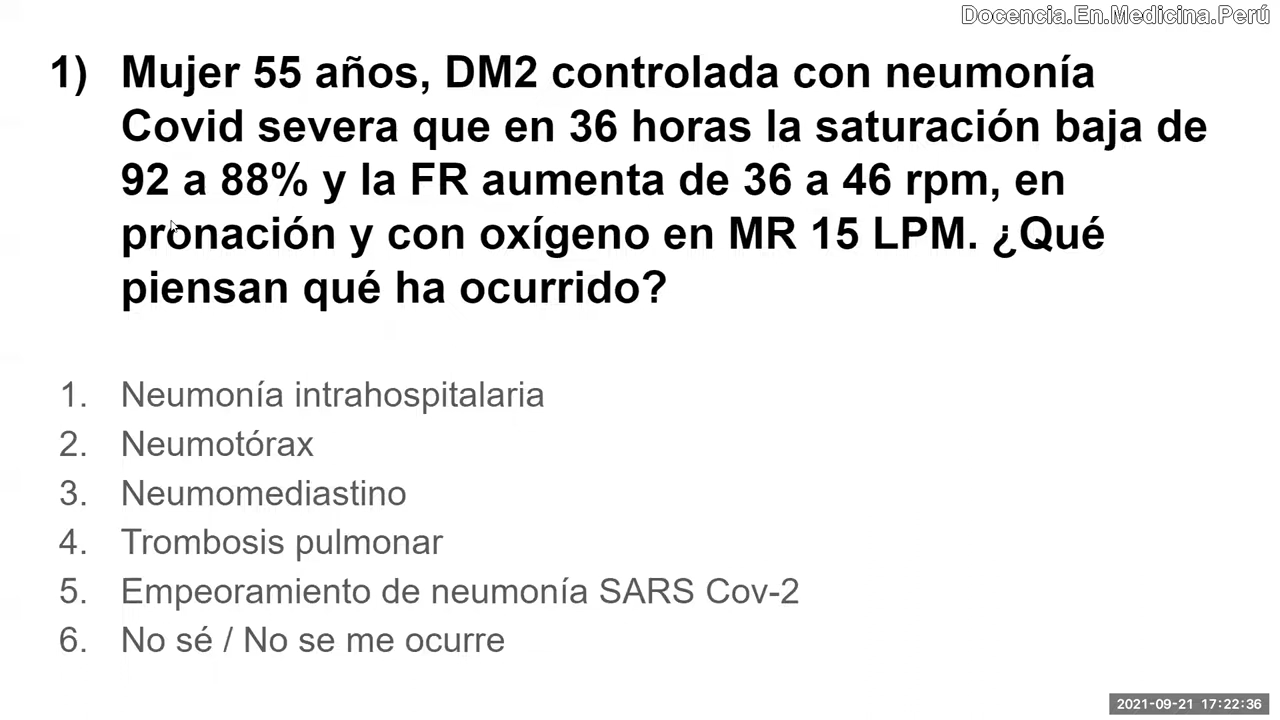 Docencia.En.Medicina.Perú
1) Mujer 55 años, DM2 controlada con neumonía
Covid severa que en 36 horas la saturación baja de
92 a 88% y la FR aumenta de 36 a 46 rpm, en
pronación y con oxígeno en MR 15 LPM. ¿Qué
piensan qué ha ocurrido?
1. Neumonía intrahospitalaria
2. Neumotórax
3. Neumomediastino
4. Trombosis pulmonar
5. Empeoramiento de neumonía SARS Cov-2
6. No sé / No se me ocurre
2021-09-21 17:22:36